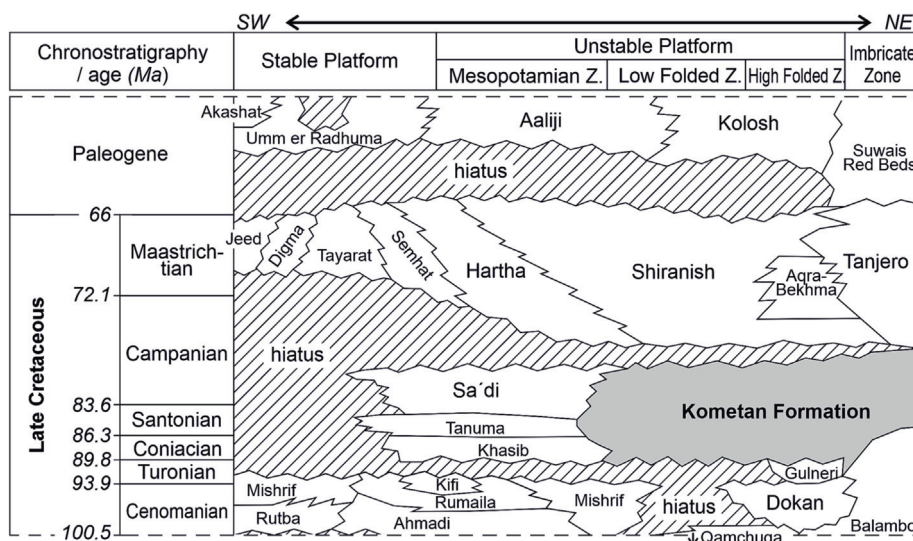 SW NE
Chronostratigraphy
/ age (Ma)
Stable Platform
Unstable Platform
Mesopotamian Z.
Low Folded Z.
High Folded Z.
Imbricate
Zone
Akashat
Umm er Radhuma
Aaliji
Kolosh
Suwais
Red Beds
Paleogene
hiatus
66
Late Cretaceous
Maastrich-
tian
Jeed
Digma
Tayarat
Semhat
Hartha
Shiranish
Aqra-
Bekhma
Tanjero
72.1
Campanian
hiatus
Sa´di
Kometan Formation
83.6
Santonian
Tanuma
86.3
Coniacian
Khasib
89.8
Turonian
Gulneri
93.9
Cenomanian
Mishrif
Kifi
Rumaila
Mishrif
hiatus
Dokan
Rutba
Ahmadi
Qamchuga
Balambo
100.5